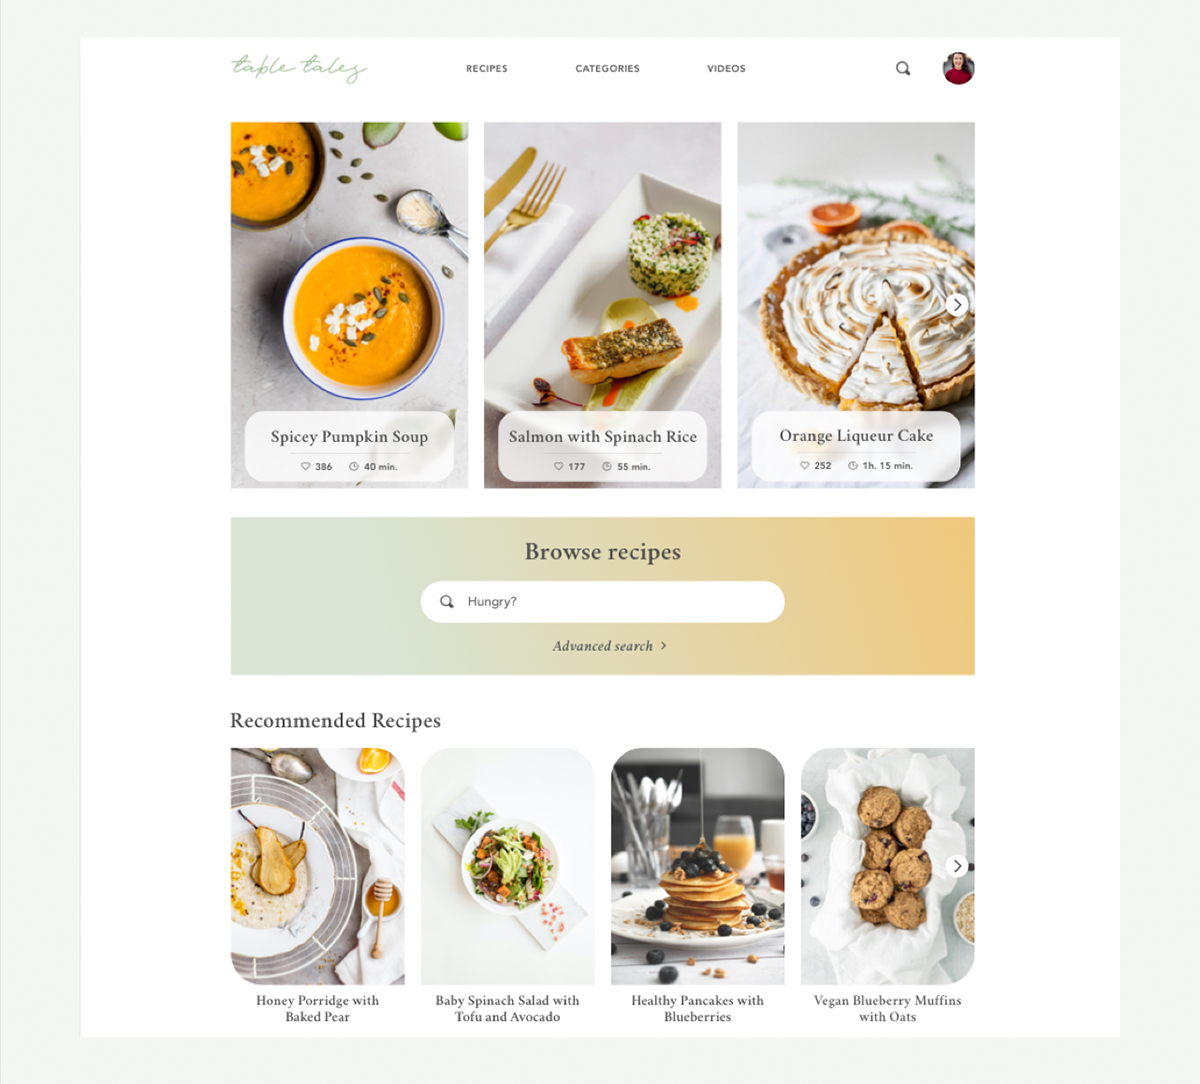 table tales
RECIPES
CATEGORIES
VIDEOS
Spicey Pumpkin Soup
386
40 min.
Salmon with Spinach Rice
177
55 min.
Orange Liqueur Cake
252
1h. 15 min.
Browse recipes
Hungry?
Advanced search
Recommended Recipes
Honey Porridge with
Baked Pear
Baby Spinach Salad with
Tofu and Avocado
Healthy Pancakes with
Blueberries
Vegan Blueberry Muffins
with Oats